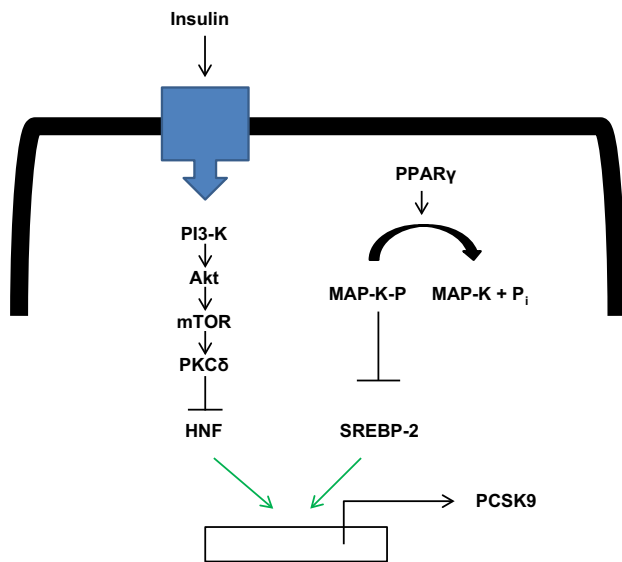 Insulin
PPARγ
PI3-K
Akt
MAP-K-P
MAP-K + Pi
mTOR
PKCδ
HNF
SREBP-2
PCSK9